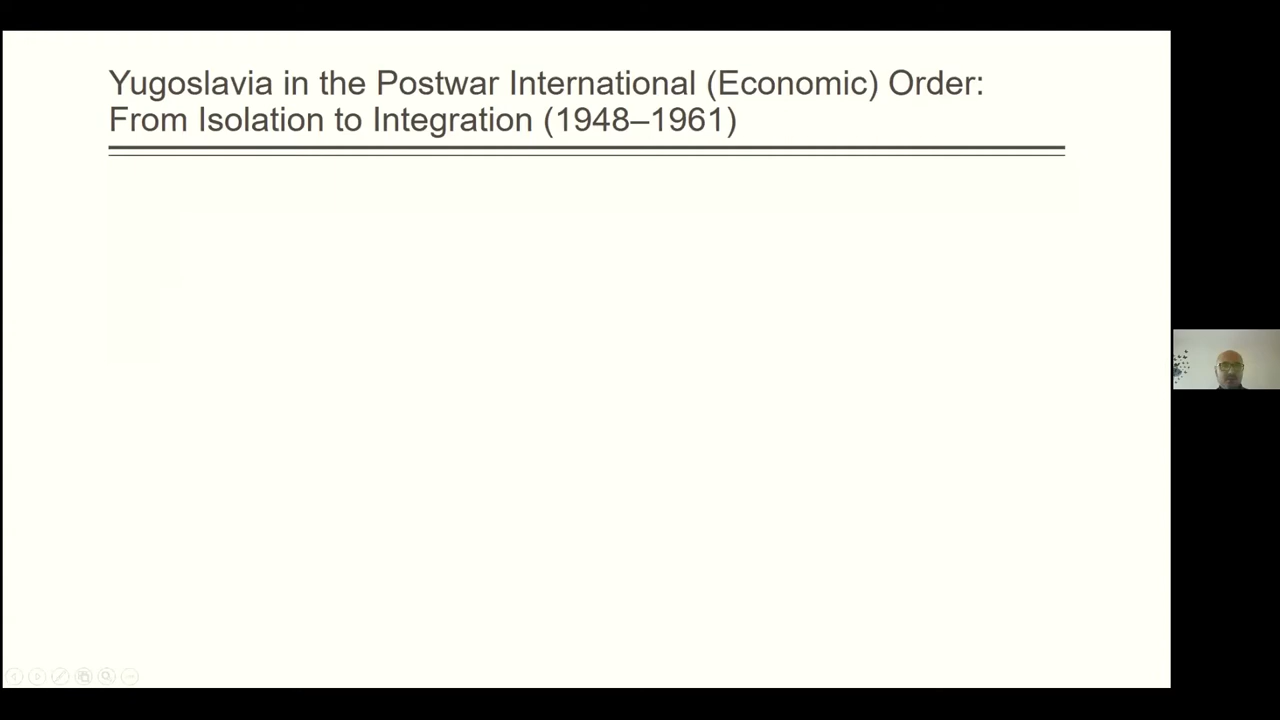 Yugoslavia in the Postwar International (Economic) Order:
From Isolation to Integration (1948–1961)